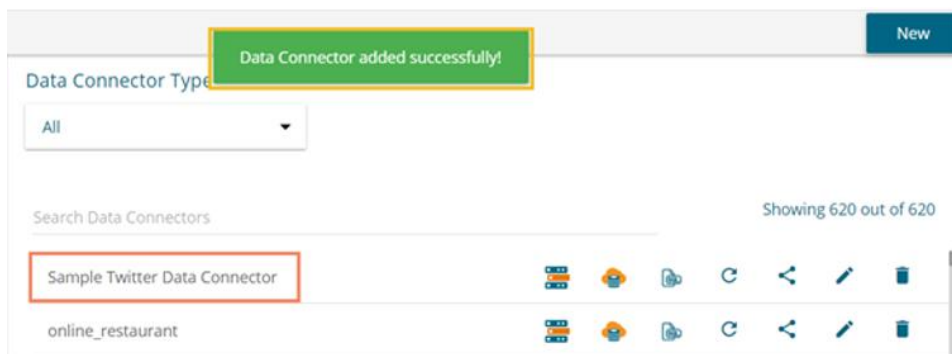 New
Data Connector added successfully!
Data Connector Type
All
Search Data Connectors
Showing 620 out of 620
Sample Twitter Data Connector
online_restaurant